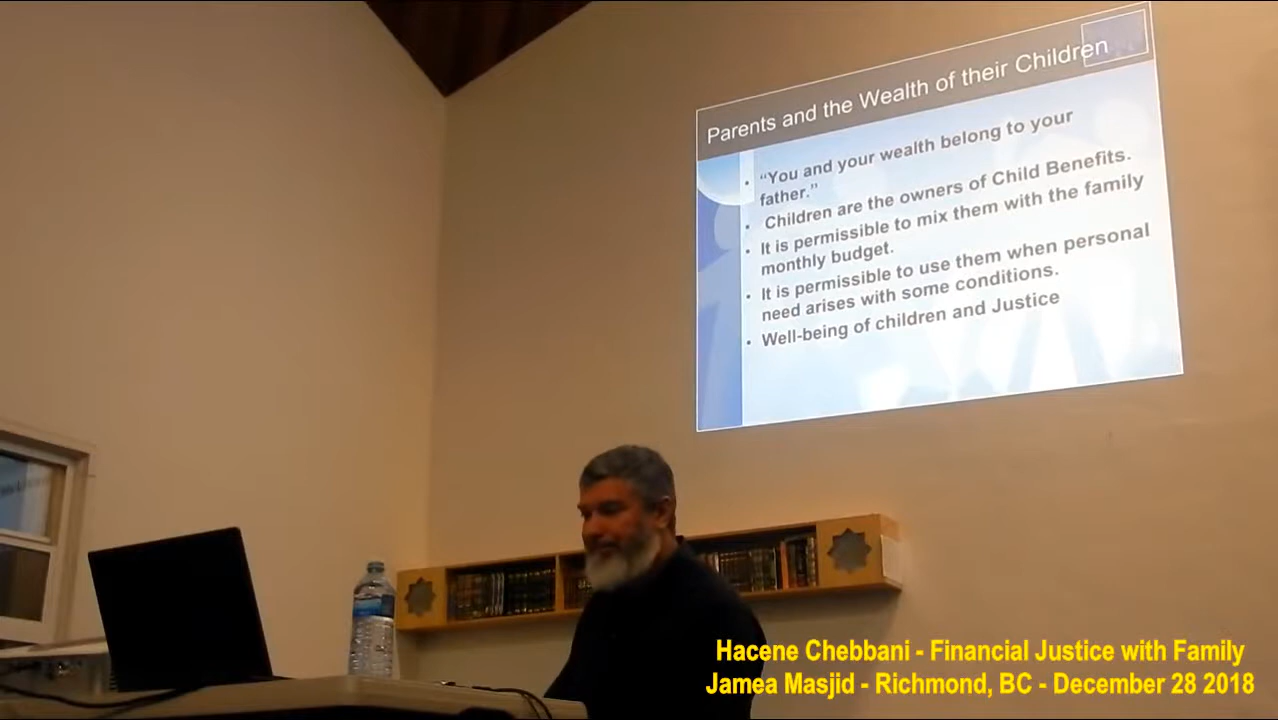 Parents and the Wealth of their Children
• “You and your wealth belong to your
father.”
• Children are the owners of Child Benefits.
• It is permissible to mix them with the family
monthly budget.
• It is permissible to use them when personal
need arises with some conditions.
• Well-being of children and Justice
Hacene Chebbani - Financial Justice with Family
Jamea Masjid - Richmond, BC - December 28 2018